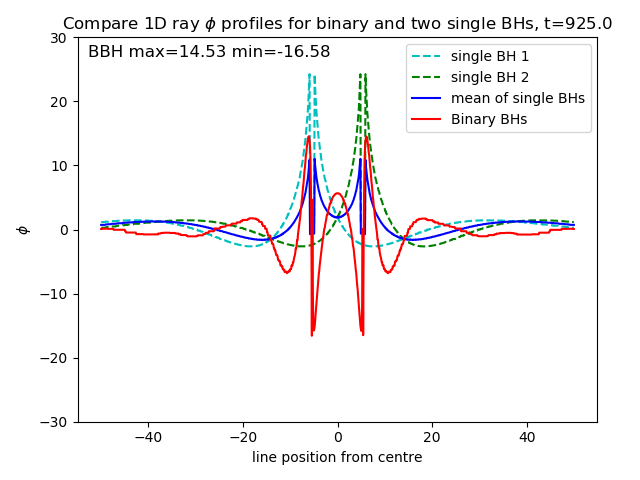 Compare 1D ray ϕ profiles for binary and two single BHs, t=925.0
BBH max=14.53 min=-16.58
single BH 1
single BH 2
mean of single BHs
Binary BHs
30
20
10
0
−10
−20
−30
ϕ
−40
−20
0
20
40
line position from centre